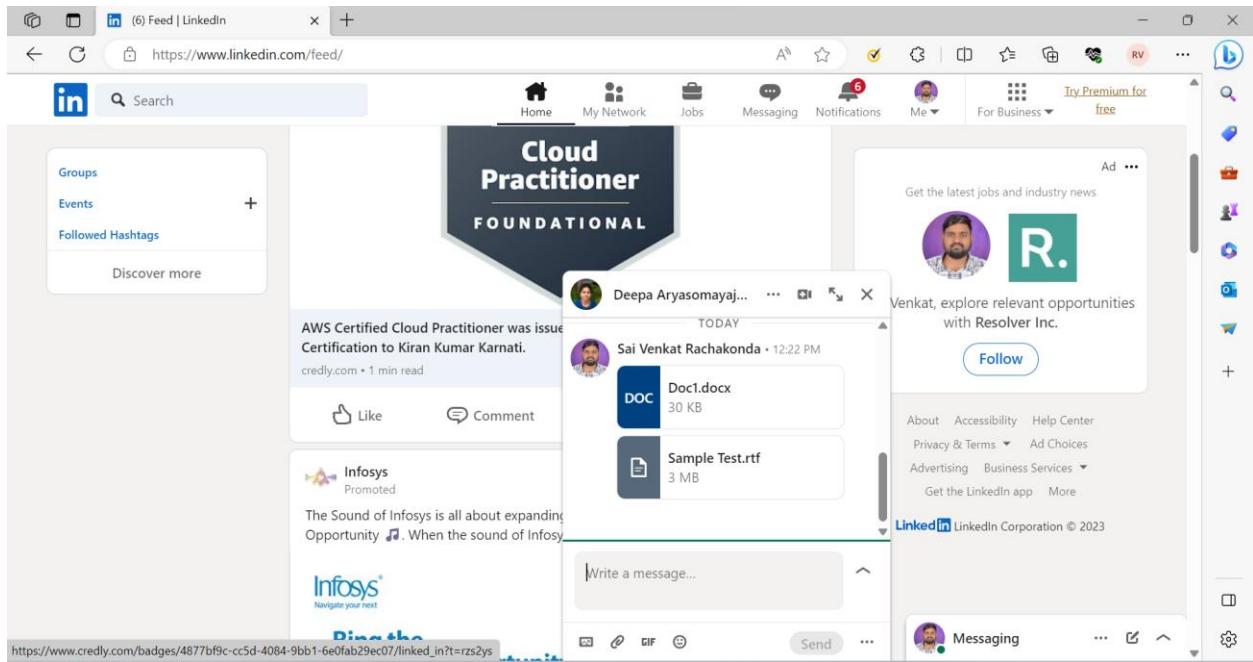 (6) Feed | LinkedIn
https://www.linkedin.com/feed/
RV
in
Search
Home
My Network
Jobs
Messaging
6
Notifications
Me
For Business
Try Premium for
free
Groups
Events
Followed Hashtags
Discover more
Cloud
Practitioner
FOUNDATIONAL
AWS Certified Cloud Practitioner was issue
Certification to Kiran Kumar Karnati.
credly.com • 1 min read
Like
Comment
Infosys
Promoted
The Sound of Infosys is all about expanding
Opportunity 🎵. When the sound of Infosy
Infosys
Navigate your next
Deepa Aryasomayaj...
TODAY
Sai Venkat Rachakonda • 12:22 PM
DOC
Doc1.docx
30 KB
Sample Test.rtf
3 MB
Write a message...
GIF
Send
Ad
Get the latest jobs and industry news
R.
Venkat, explore relevant opportunities
with Resolver Inc.
Follow
About Accessibility Help Center
Privacy & Terms Ad Choices
Advertising Business Services
Get the LinkedIn app More
LinkedIn LinkedIn Corporation © 2023
Messaging
https://www.credly.com/badges/4877bf9c-cc5d-4084-9bb1-6e0fab29ec07/linked_in?t=rzs2ys